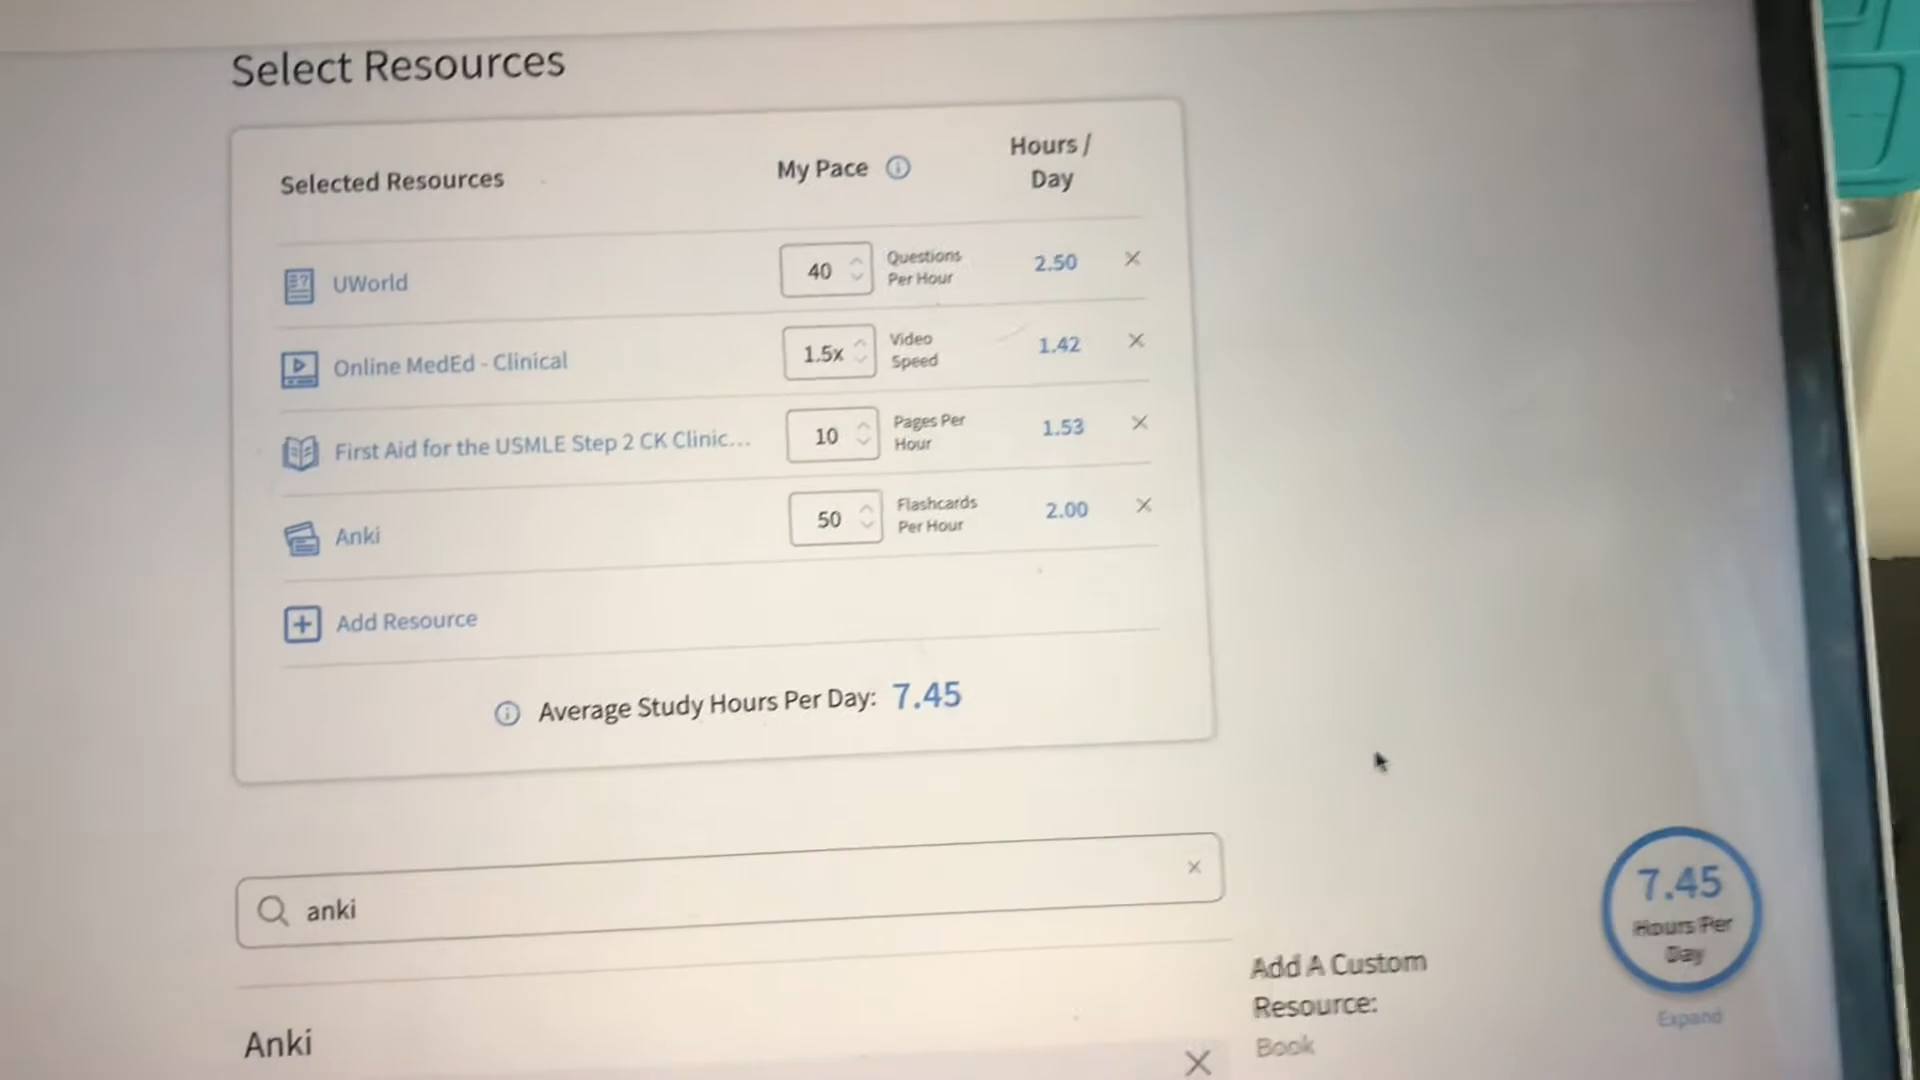 Select Resources
Selected Resources
My Pace
Hours /
Day
UWorld
40
Questions
Per Hour
2.50
Online MedEd - Clinical
1.5x
Video
Speed
1.42
First Aid for the USMLE Step 2 CK Clinic...
10
Pages Per
Hour
1.53
Anki
50
Flashcards
Per Hour
2.00
Add Resource
Average Study Hours Per Day: 7.45
anki
7.45
Hours Per
Day
Expand
Add A Custom
Resource:
Book
Anki